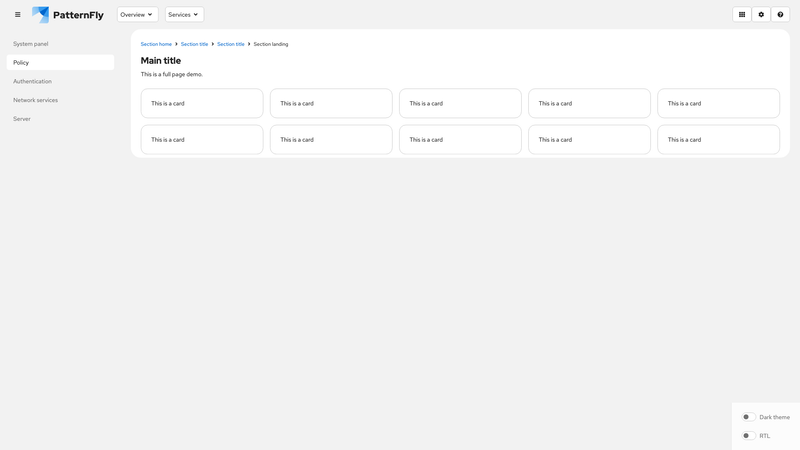 PatternFly
Overview
Services
System panel
Policy
Authentication
Network services
Server
Section home
Section title
Section title
Section landing
Main title
This is a full page demo.
This is a card
This is a card
This is a card
This is a card
This is a card
This is a card
This is a card
This is a card
This is a card
This is a card
Dark theme
RTL